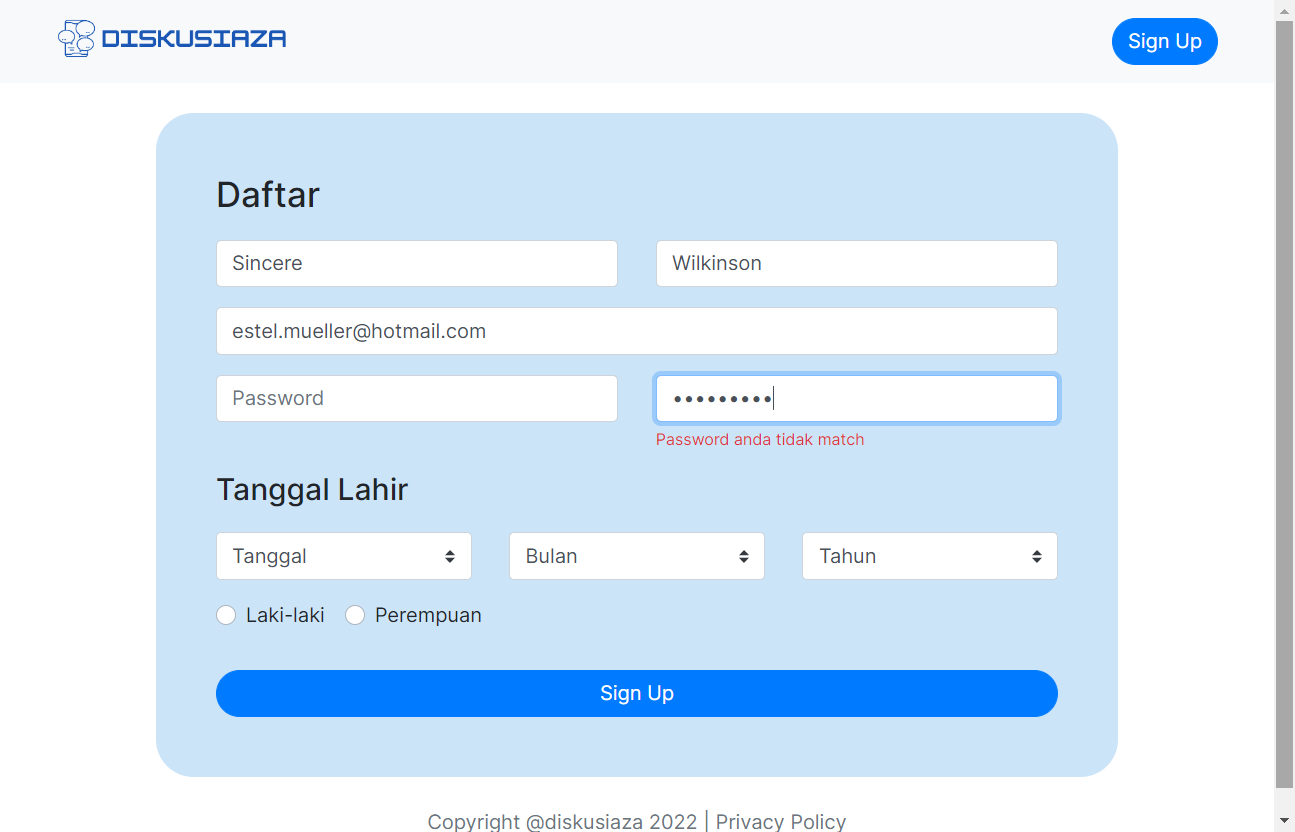 DISKUSIAZA
Sign Up
Daftar
Sincere
Wilkinson
estel.mueller@hotmail.com
Password
•••••••••
Password anda tidak match
Tanggal Lahir
Tanggal
Bulan
Tahun
Laki-laki
Perempuan
Sign Up
Copyright @diskusiaza 2022 | Privacy Policy